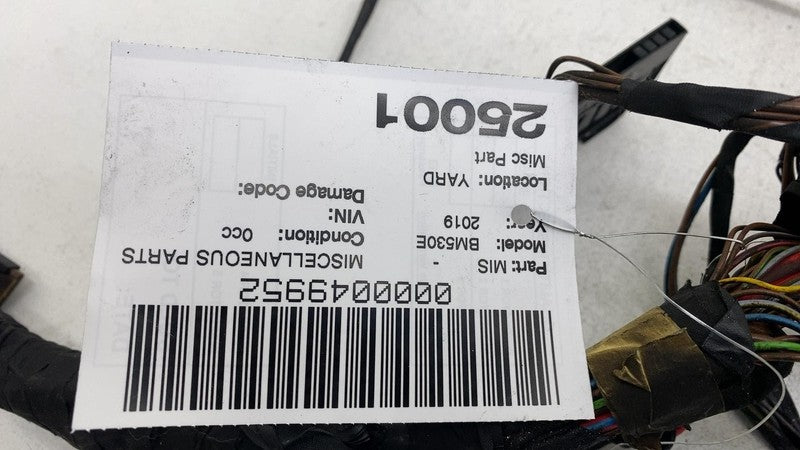 0000049952
Part: MIS - MISCELLANEOUS PARTS
Model: BM530E Condition: 0cc
Year: 2019 VIN:
Damage Code:
Location: YARD
Misc Part
25001